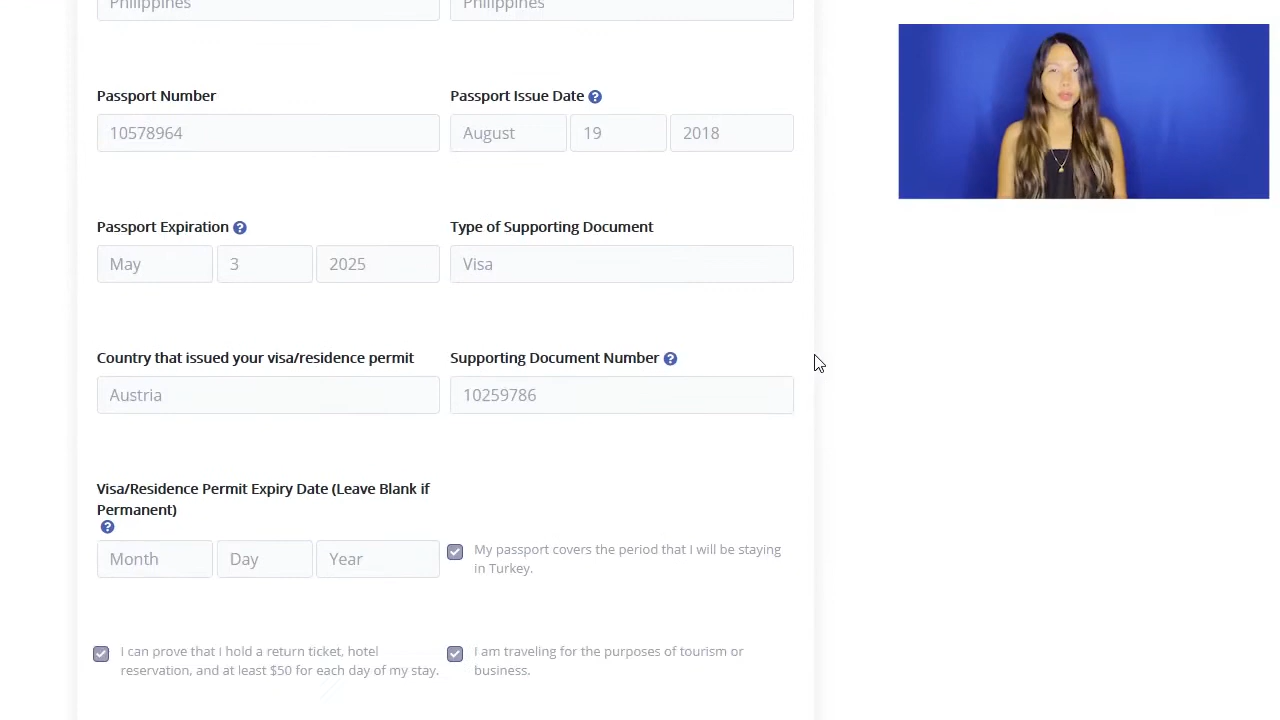 Philippines Philippines
Passport Number Passport Issue Date
10578964 August 19 2018
Passport Expiration Type of Supporting Document
May 3 2025 Visa
Country that issued your visa/residence permit Supporting Document Number
Austria 10259786
Visa/Residence Permit Expiry Date (Leave Blank if
Permanent)
Month Day Year
My passport covers the period that I will be staying
in Turkey.
I can prove that I hold a return ticket, hotel
reservation, and at least $50 for each day of my stay.
I am traveling for the purposes of tourism or
business.